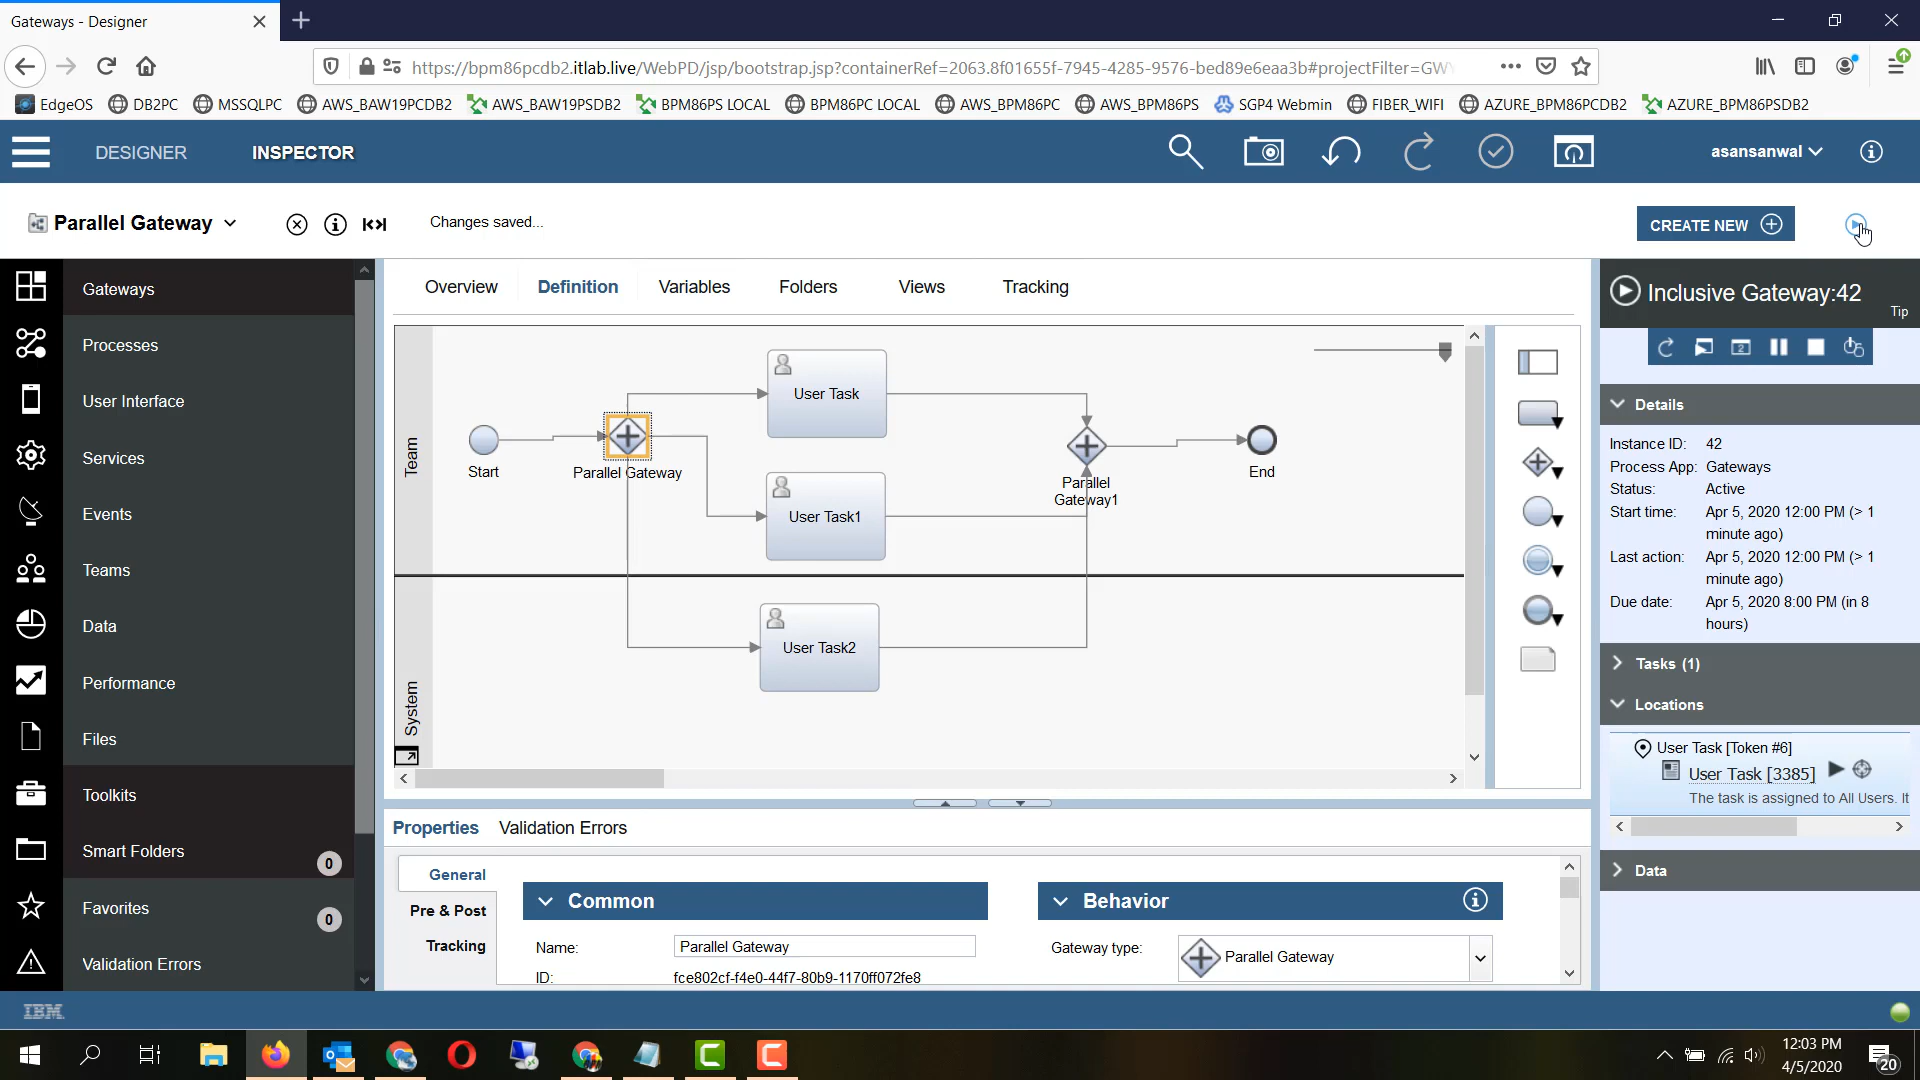 Gateways - Designer
https://bpm86pcdb2.itlab.live/WebPD/jsp/bootstrap.jsp?containerRef=2063.8f01655f-7945-4285-9576-bed89e6eaa3b#projectFilter=GW
EdgeOS
DB2PC
MSSQLPC
AWS_BAW19PCDB2
AWS_BAW19PSDB2
BPM86PS LOCAL
BPM86PC LOCAL
AWS_BPM86PC
AWS_BPM86PS
SGP4 Webmin
FIBER_WIFI
AZURE_BPM86PCDB2
AZURE_BPM86PSDB2
DESIGNER
INSPECTOR
asansanwal
Parallel Gateway
Changes saved...
CREATE NEW
Gateways
Processes
User Interface
Services
Events
Teams
Data
Performance
Files
Toolkits
Smart Folders
0
Favorites
0
Validation Errors
Overview
Definition
Variables
Folders
Views
Tracking
Team
System
Start
Parallel Gateway
User Task
User Task1
User Task2
Parallel
Gateway1
End
Properties
Validation Errors
General
Pre & Post
Tracking
Common
Name:
Parallel Gateway
ID:
fce802cf-f4e0-44f7-80b9-1170ff072fe8
Behavior
Gateway type:
Parallel Gateway
Inclusive Gateway:42
Tip
2
Details
Instance ID: 42
Process App: Gateways
Status: Active
Start time: Apr 5, 2020 12:00 PM (> 1
minute ago)
Last action: Apr 5, 2020 12:00 PM (> 1
minute ago)
Due date: Apr 5, 2020 8:00 PM (in 8
hours)
Tasks (1)
Locations
User Task [Token #6]
User Task [3385]
The task is assigned to All Users. It
Data
IBM
12:03 PM
4/5/2020
20